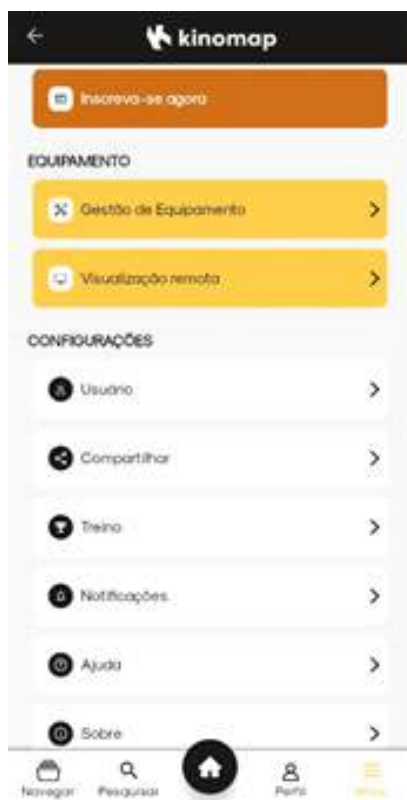 kinomap
Inscreva-se agora
EQUIPAMENTO
Gestão de Equipamento
Visualização remota
CONFIGURAÇÕES
Usuário
Compartilhar
Treino
Notificações
Ajuda
Sobre
Navegar
Pesquisar
Perfil